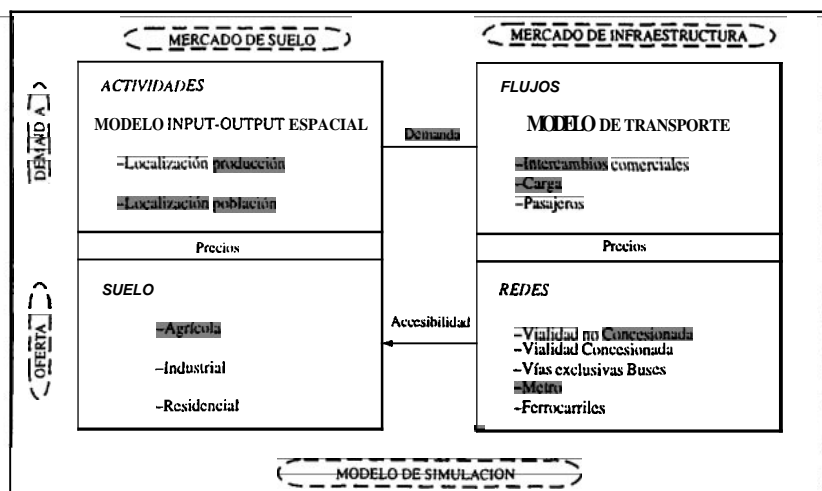 MERCADO DE SUELO
MERCADO DE INFRAESTRUCTURA
DEMANDA
ACTIVIDADES
MODELO INPUT-OUTPUT ESPACIAL
–Localización producción
–Localización población
Demanda
FLUJOS
MODELO DE TRANSPORTE
–Intercambios comerciales
–Carga
–Pasajeros
Precios
Precios
OFERTA
SUELO
–Agrícola
–Industrial
–Residencial
Accesibilidad
REDES
–Vialidad no Concesionada
–Vialidad Concesionada
–Vías exclusivas Buses
–Metro
–Ferrocarriles
MODELO DE SIMULACION